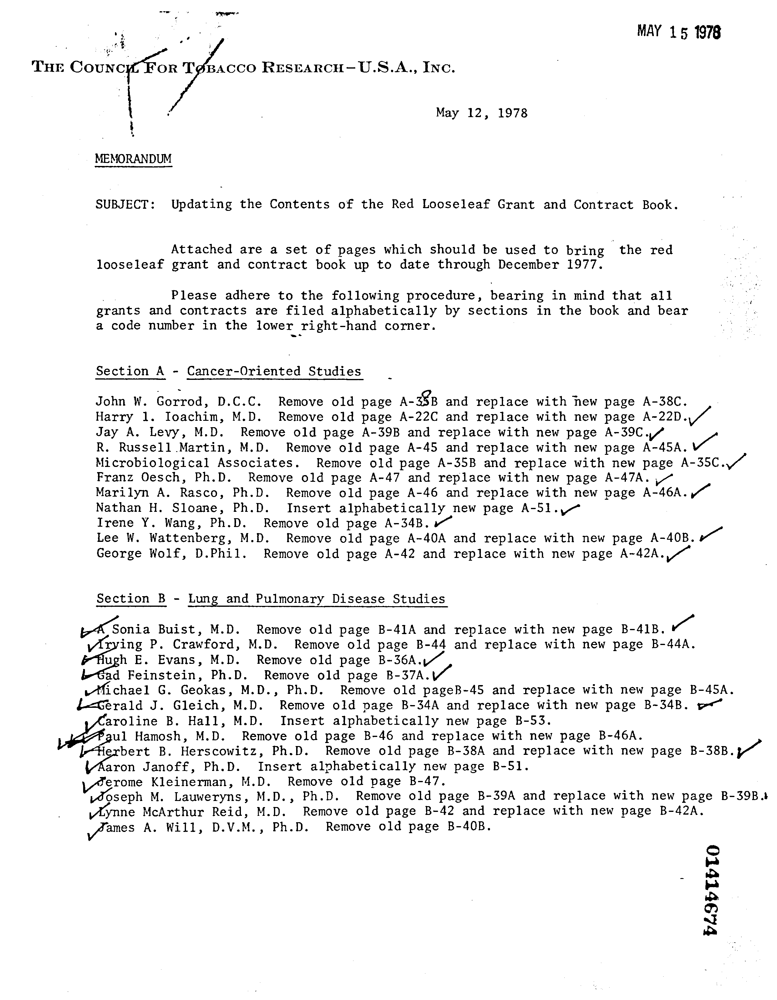 MAY 15 1978
THE COUNCIL FOR TOBACCO RESEARCH-U.S.A., INC.
May 12, 1978
MEMORANDUM
SUBJECT: Updating the Contents of the Red Looseleaf Grant and Contract Book.
Attached are a set of pages which should be used to bring the red
looseleaf grant and contract book up to date through December 1977.
Please adhere to the following procedure, bearing in mind that all
grants and contracts are filed alphabetically by sections in the book and bear
a code number in the lower right-hand corner.
Section A - Cancer-Oriented Studies
John W. Gorrod, D.C.C. Remove old page A-38B and replace with new page A-38C.
Harry l. Ioachim, M.D. Remove old page A-22C and replace with new page A-22D.
Jay A. Levy, M.D. Remove old page A-39B and replace with new page A-39C.
R. Russell Martin, M.D. Remove old page A-45 and replace with new page A-45A.
Microbiological Associates. Remove old page A-35B and replace with new page A-35C.
Franz Oesch, Ph.D. Remove old page A-47 and replace with new page A-47A.
Marilyn A. Rasco, Ph.D. Remove old page A-46 and replace with new page A-46A.
Nathan H. Sloane, Ph.D. Insert alphabetically new page A-51.
Irene Y. Wang, Ph.D. Remove old page A-34B.
Lee W. Wattenberg, M.D. Remove old page A-40A and replace with new page A-40B.
George Wolf, D.Phil. Remove old page A-42 and replace with new page A-42A.
Section B - Lung and Pulmonary Disease Studies
A Sonia Buist, M.D. Remove old page B-41A and replace with new page B-41B.
Irving P. Crawford, M.D. Remove old page B-44 and replace with new page B-44A.
Hugh E. Evans, M.D. Remove old page B-36A.
Gad Feinstein, Ph.D. Remove old page B-37A.
Michael G. Geokas, M.D., Ph.D. Remove old pageB-45 and replace with new page B-45A.
Gerald J. Gleich, M.D. Remove old page B-34A and replace with new page B-34B.
Caroline B. Hall, M.D. Insert alphabetically new page B-53.
Paul Hamosh, M.D. Remove old page B-46 and replace with new page B-46A.
Herbert B. Herscowitz, Ph.D. Remove old page B-38A and replace with new page B-38B.
Aaron Janoff, Ph.D. Insert alphabetically new page B-51.
Jerome Kleinerman, M.D. Remove old page B-47.
Joseph M. Lauweryns, M.D., Ph.D. Remove old page B-39A and replace with new page B-39B.
Lynne McArthur Reid, M.D. Remove old page B-42 and replace with new page B-42A.
James A. Will, D.V.M., Ph.D. Remove old page B-40B.
01414674